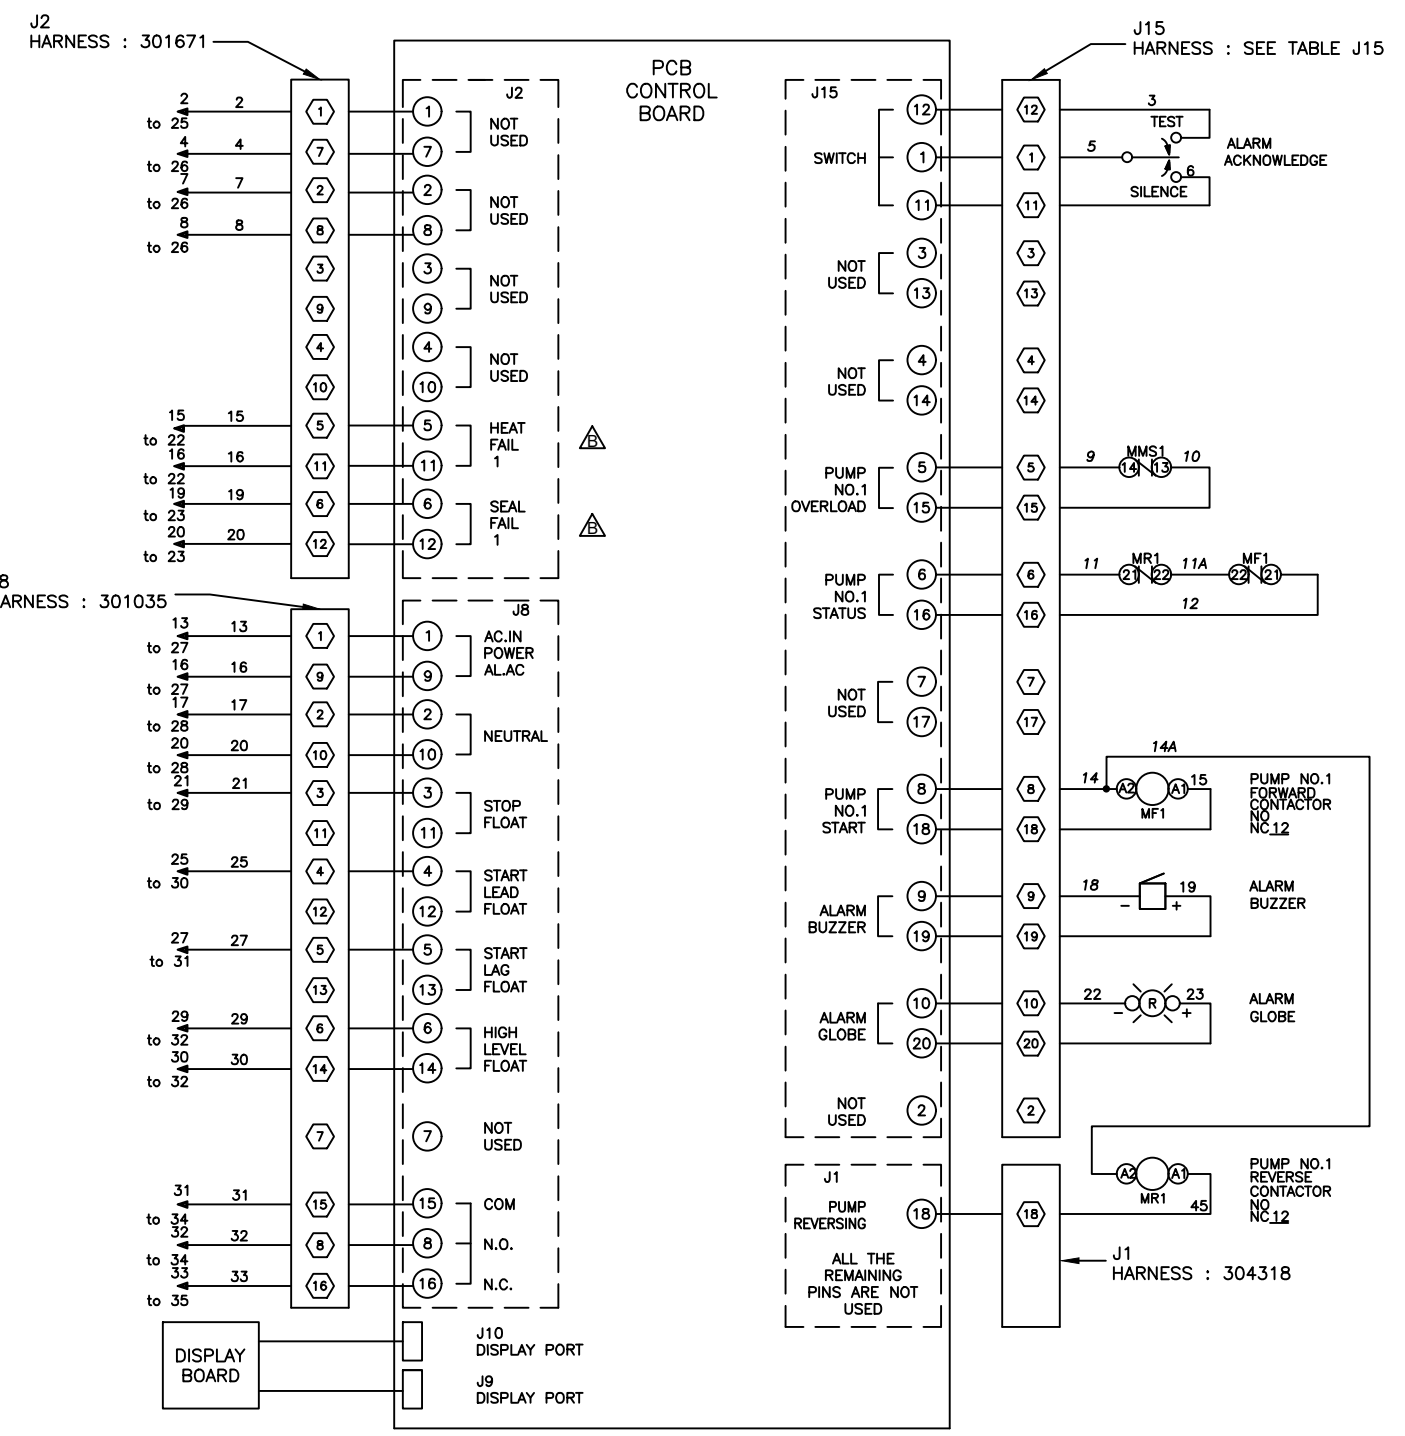 J2
HARNESS : 301671
PCB
CONTROL
BOARD
J15
HARNESS : SEE TABLE J15
J2
2 2 1 1
to 25
NOT
USED
4 4 7 7
to 26
7 7 2 2
to 26
NOT
USED
8 8 8 8
to 26
3 3
NOT
USED
9 9
4 4
NOT
USED
10 10
15 15 5 5
to 22
HEAT
FAIL
1
B
16 16 11 11
to 22
19 19 6 6
to 23
SEAL
FAIL
1
B
20 20 12 12
to 23
8
ARNESS : 301035
J8
13 13 1 1
to 27
AC.IN
POWER
AL.AC
16 16 9 9
to 27
17 17 2 2
to 28
NEUTRAL
20 20 10 10
to 28
21 21 3 3
to 29
STOP
FLOAT
11 11
25 25 4 4
to 30
START
LEAD
FLOAT
12 12
27 27 5 5
to 31
START
LAG
FLOAT
13 13
29 29 6 6
to 32
HIGH
LEVEL
FLOAT
30 30 14 14
to 32
7 7
NOT
USED
31 31 15 15 COM
to 34
32 32 8 8 N.O.
to 34
33 33 16 16 N.C.
to 35
DISPLAY
BOARD
J10
DISPLAY PORT
J9
DISPLAY PORT
J15
12 12 3
TEST
SWITCH 1 1 5
ALARM
ACKNOWLEDGE
6
SILENCE
11 11
3 3
NOT
USED
13 13
4 4
NOT
USED
14 14
PUMP
NO.1
OVERLOAD
5 5 9 MMS1 14 13 10
15 15
PUMP
NO.1
STATUS
6 6 11 MR1 21 22 11A MF1 22 21
16 16 12
7 7
NOT
USED
17 17
14A
PUMP
NO.1
START
8 8 14 A2 A1 15
MF1
18 18
PUMP NO.1
FORWARD
CONTACTOR
NO
NC 12
ALARM
BUZZER
9 9 18 19
- +
19 19
ALARM
BUZZER
ALARM
GLOBE
10 10 22 R 23
- +
20 20
ALARM
GLOBE
NOT
USED
2 2
J1
A2 A1
MR1
45
PUMP NO.1
REVERSE
CONTACTOR
NO
NC 12
PUMP
REVERSING
18 18
ALL THE
REMAINING
PINS ARE NOT
USED
J1
HARNESS : 304318